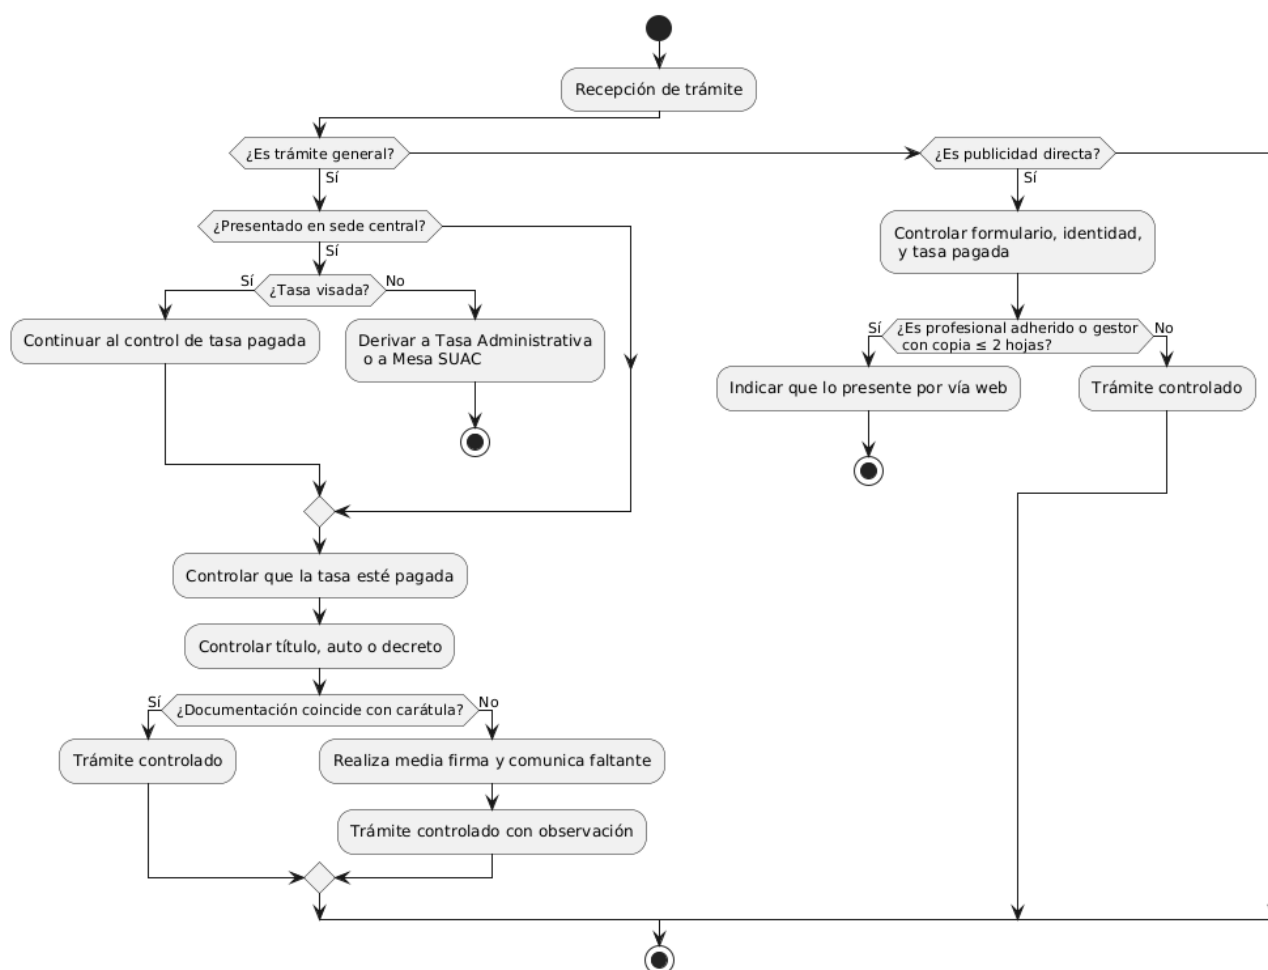 Recepción de trámite
¿Es trámite general?
¿Es publicidad directa?
Sí
Sí
¿Presentado en sede central?
Controlar formulario, identidad,
y tasa pagada
Sí
Sí
¿Tasa visada?
No
Continuar al control de tasa pagada
Derivar a Tasa Administrativa
o a Mesa SUAC
Sí
¿Es profesional adherido o gestor
con copia ≤ 2 hojas?
No
Indicar que lo presente por vía web
Trámite controlado
Controlar que la tasa esté pagada
Controlar título, auto o decreto
Sí
¿Documentación coincide con carátula?
No
Trámite controlado
Realiza media firma y comunica faltante
Trámite controlado con observación